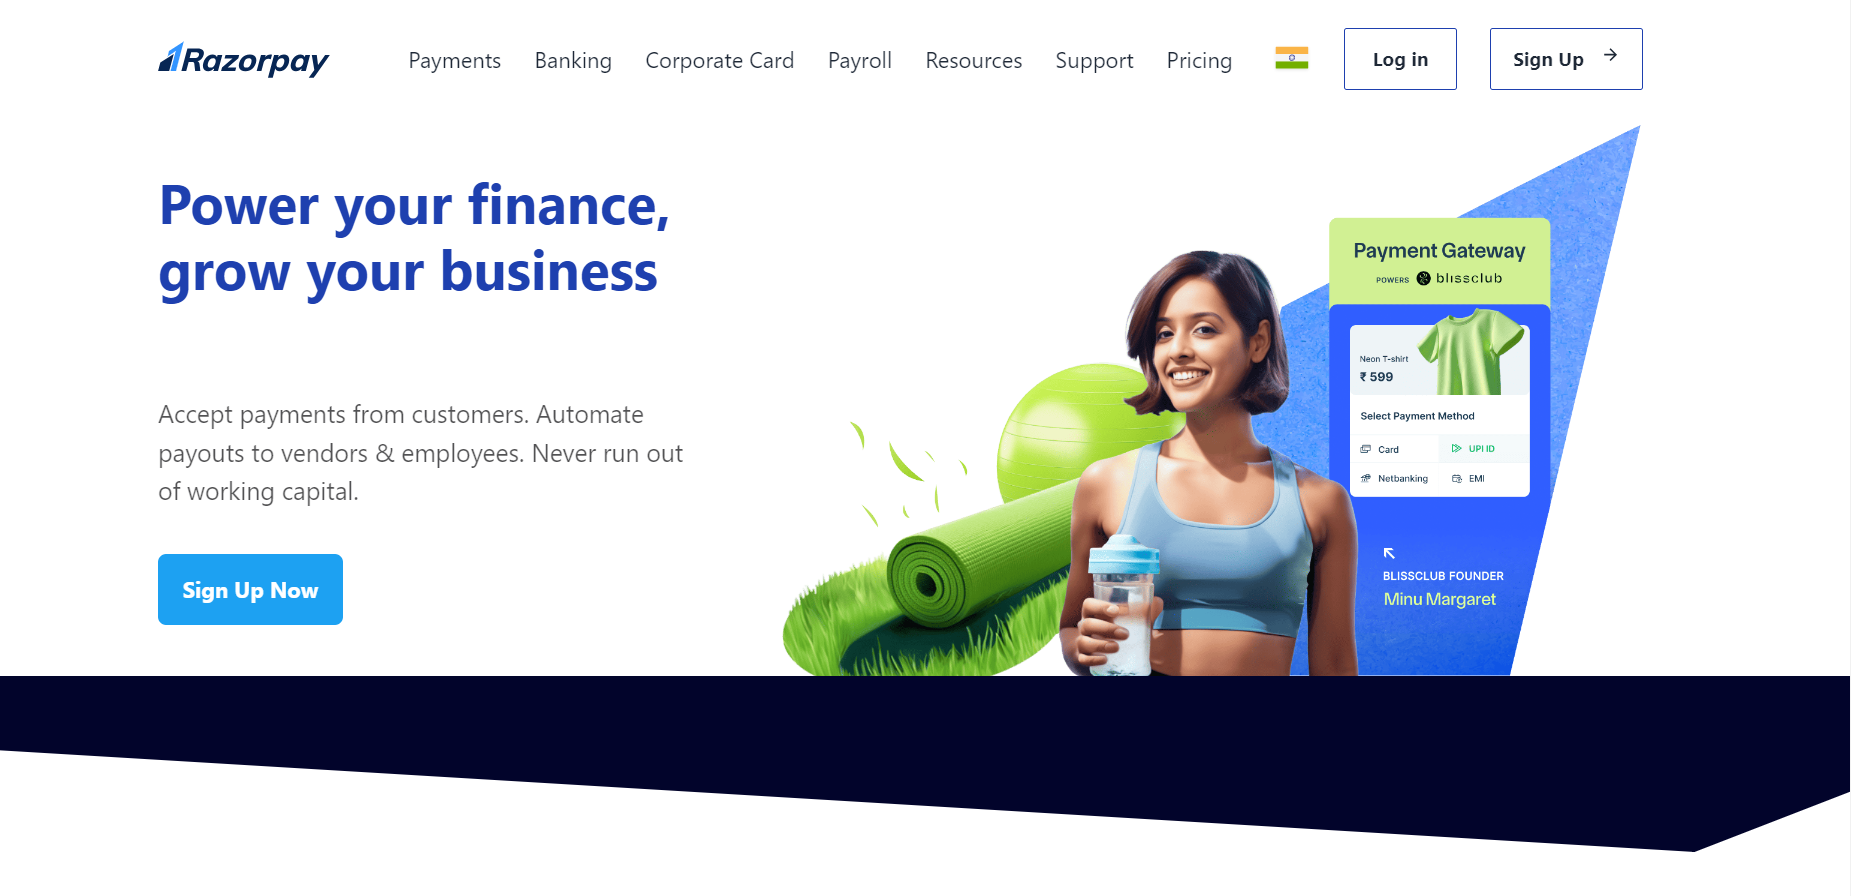 Razorpay
Payments
Banking
Corporate Card
Payroll
Resources
Support
Pricing
Log in
Sign Up
Power your finance,
grow your business
Accept payments from customers. Automate
payouts to vendors & employees. Never run out
of working capital.
Sign Up Now
Payment Gateway
POWERS blissclub
Neon T-shirt
₹ 599
Select Payment Method
Card
UPI ID
Netbanking
EMI
BLISSCLUB FOUNDER
Minu Margaret